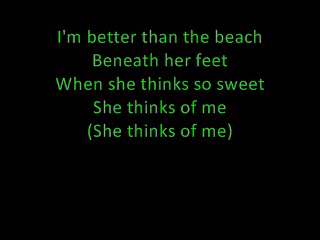 I'm better than the beach
Beneath her feet
When she thinks so sweet
She thinks of me
(She thinks of me)